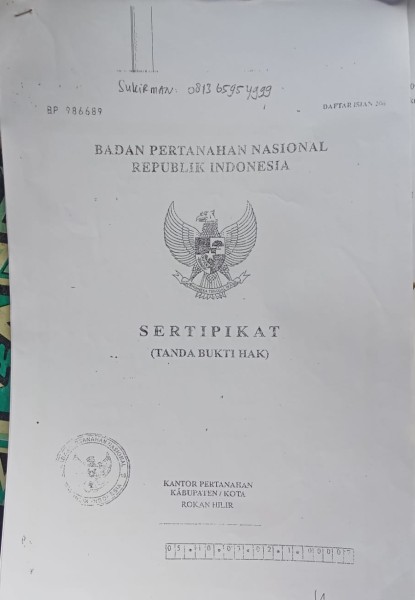 SUKIRMAN: 0813 6595 4999
BP 986689
DAFTAR ISIAN 206
BADAN PERTANAHAN NASIONAL
REPUBLIK INDONESIA
SERTIPIKAT
(TANDA BUKTI HAK)
KANTOR PERTANAHAN
KABUPATEN / KOTA
ROKAN HILIR